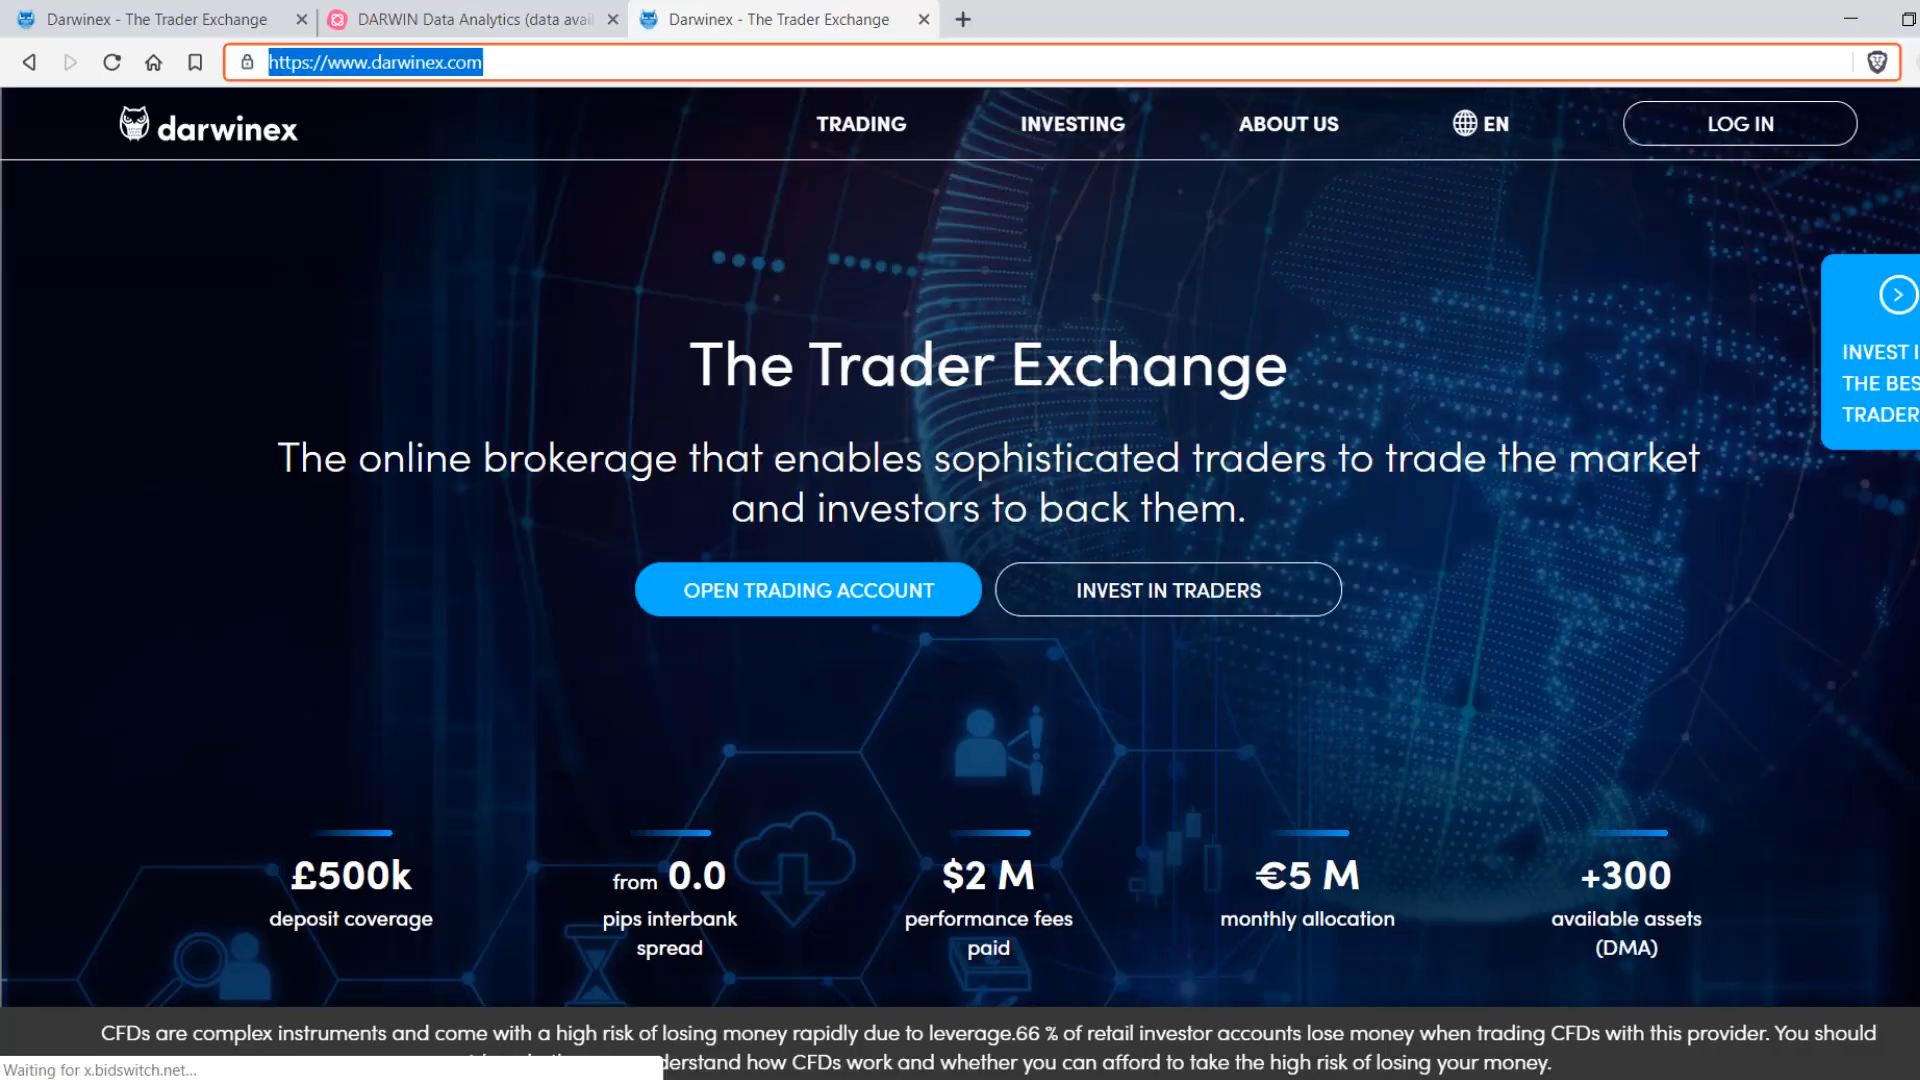 Darwinex - The Trader Exchange
DARWIN Data Analytics (data avai
Darwinex - The Trader Exchange
https://www.darwinex.com
darwinex
TRADING
INVESTING
ABOUT US
EN
LOG IN
INVEST I
THE BES
TRADER
The Trader Exchange
The online brokerage that enables sophisticated traders to trade the market
and investors to back them.
OPEN TRADING ACCOUNT
INVEST IN TRADERS
£500k
deposit coverage
from 0.0
pips interbank
spread
$2 M
performance fees
paid
€5 M
monthly allocation
+300
available assets
(DMA)
CFDs are complex instruments and come with a high risk of losing money rapidly due to leverage.66 % of retail investor accounts lose money when trading CFDs with this provider. You should
derstand how CFDs work and whether you can afford to take the high risk of losing your money.
Waiting for x.bidswitch.net...